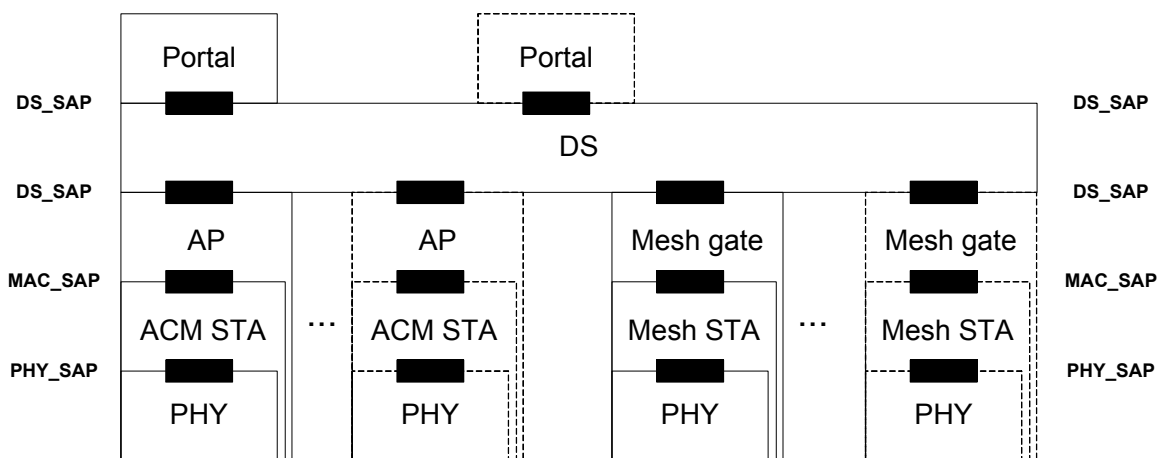 Portal Portal
DS_SAP DS_SAP
DS
DS_SAP DS_SAP
AP AP Mesh gate Mesh gate
MAC_SAP MAC_SAP
ACM STA ... ACM STA Mesh STA ... Mesh STA
PHY_SAP PHY_SAP
PHY PHY PHY PHY